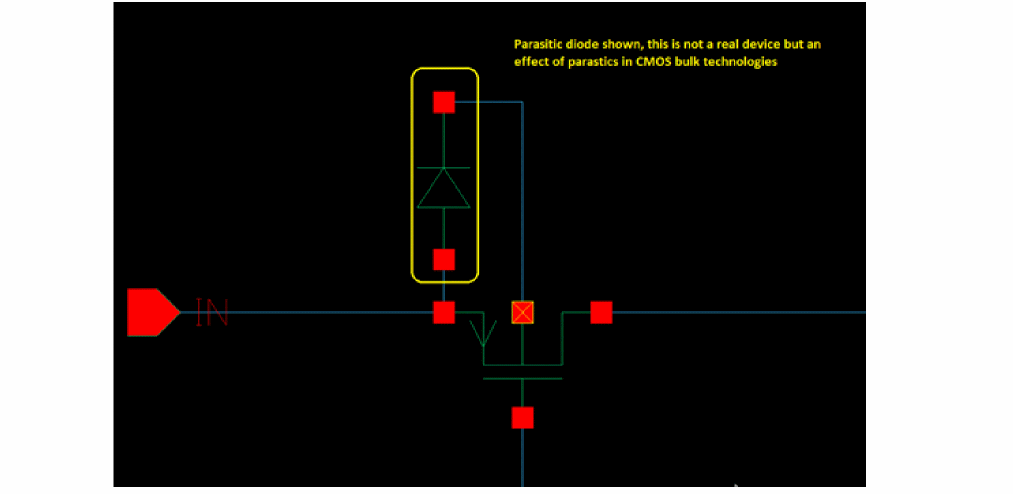 Parasitic diode shown, this is not a real device but an
effect of parastics in CMOS bulk technologies
IN